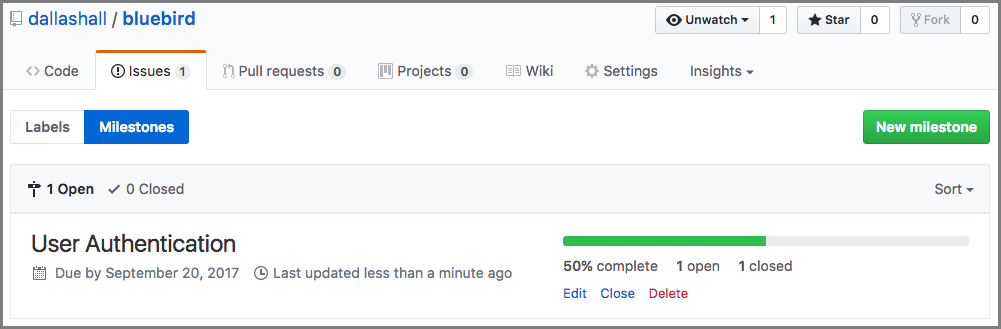 dallashall / bluebird Unwatch 1 Star 0 Fork 0
Code Issues 1 Pull requests 0 Projects 0 Wiki Settings Insights
Labels Milestones New milestone
1 Open 0 Closed Sort
User Authentication
Due by September 20, 2017 Last updated less than a minute ago
50% complete 1 open 1 closed
Edit Close Delete